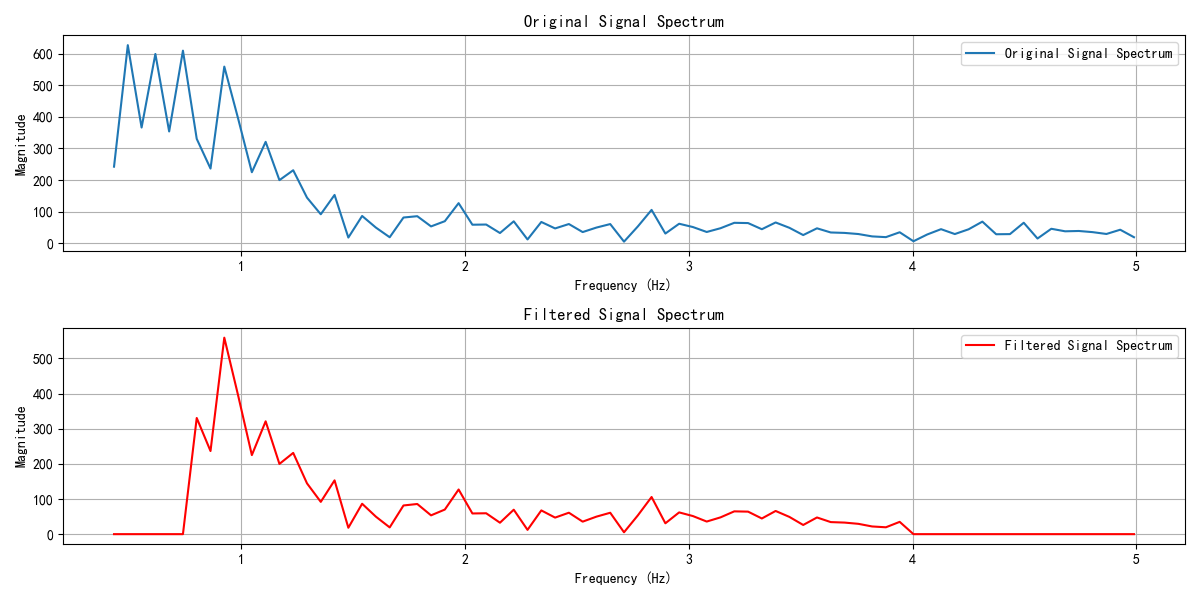 Original Signal Spectrum
Original Signal Spectrum
Magnitude
600
500
400
300
200
100
0
1
2
3
4
5
Frequency (Hz)
Filtered Signal Spectrum
Filtered Signal Spectrum
Magnitude
500
400
300
200
100
0
1
2
3
4
5
Frequency (Hz)